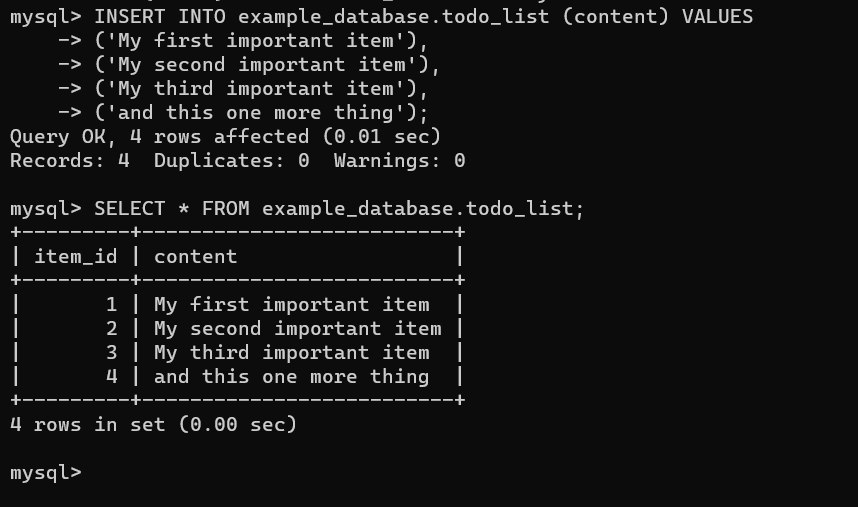 mysql> INSERT INTO example_database.todo_list (content) VALUES
    -> ('My first important item'),
    -> ('My second important item'),
    -> ('My third important item'),
    -> ('and this one more thing');
Query OK, 4 rows affected (0.01 sec)
Records: 4  Duplicates: 0  Warnings: 0

mysql> SELECT * FROM example_database.todo_list;
+---------+--------------------------+
| item_id | content                  |
+---------+--------------------------+
|       1 | My first important item  |
|       2 | My second important item |
|       3 | My third important item  |
|       4 | and this one more thing  |
+---------+--------------------------+
4 rows in set (0.00 sec)

mysql>